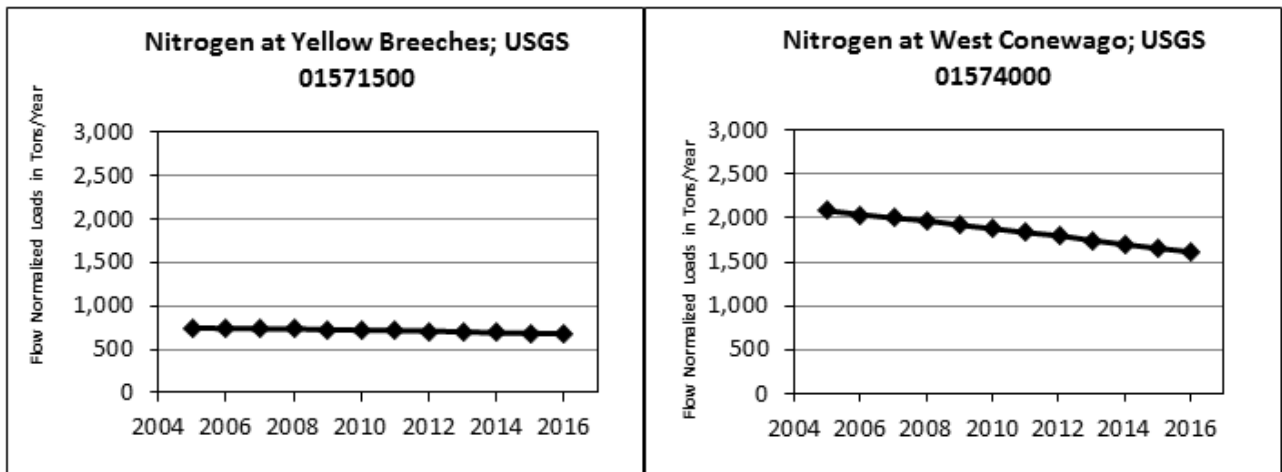 Nitrogen at Yellow Breeches; USGS
01571500
Flow Normalized Loads in Tons/Year
3,000
2,500
2,000
1,500
1,000
500
0
2004 2006 2008 2010 2012 2014 2016
Nitrogen at West Conewago; USGS
01574000
Flow Normalized Loads in Tons/Year
3,000
2,500
2,000
1,500
1,000
500
0
2004 2006 2008 2010 2012 2014 2016